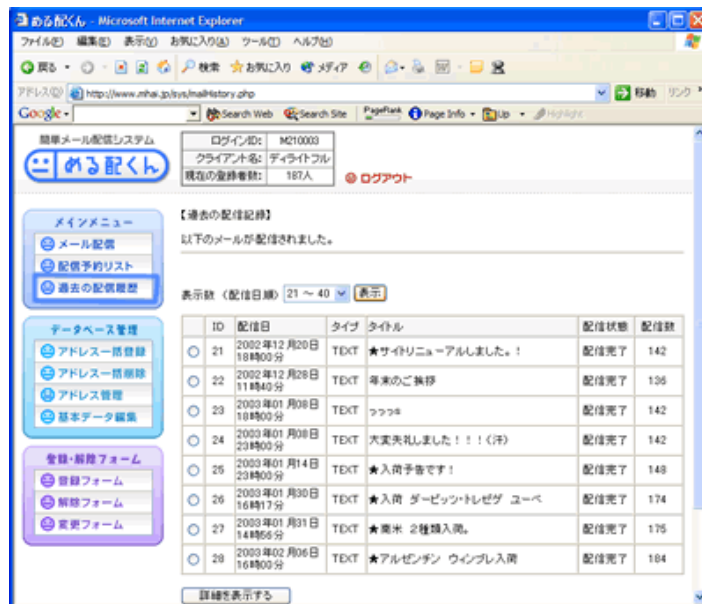 める配くん - Microsoft Internet Explorer
ファイル(F) 編集(E) 表示(V) お気に入り(A) ツール(T) ヘルプ(H)
戻る 検索 お気に入り メディア
アドレス(D) http://www.mhai.jp/sys/mailhistory.php 移動 リンク
Google Search Web Search Site PageRank Page Info Up Highlight
簡単メール配信システム
める配くん
ログインID: M210003
クライアント名: ディライトフル
現在の登録者数: 187人
ログアウト
メインメニュー
メール配信
配信予約リスト
過去の配信履歴
データベース管理
アドレス一括登録
アドレス一括削除
アドレス管理
基本データ編集
登録・解除フォーム
登録フォーム
解除フォーム
変更フォーム
【過去の配信記録】
以下のメールが配信されました。
表示数 (配信日順) 21 ~ 40 表示
ID 配信日 タイプ タイトル 配信状態 配信数
21 2002年12月20日 18時00分 TEXT ★サイトリニューアルしました。! 配信完了 142
22 2002年12月28日 11時40分 TEXT 年末のご挨拶 配信完了 136
23 2003年01月08日 18時00分 TEXT っっっs 配信完了 142
24 2003年01月08日 23時00分 TEXT 大変失礼しました!!!(汗) 配信完了 142
25 2003年01月14日 23時00分 TEXT ★入荷予告です! 配信完了 148
26 2003年01月30日 16時17分 TEXT ★入荷 ダービッツ・トレゼゲ ユーベ 配信完了 174
27 2003年01月31日 14時56分 TEXT ★南米 2種類入荷。 配信完了 175
28 2003年02月06日 16時00分 TEXT ★アルゼンチン ウィングレ入荷 配信完了 184
詳細を表示する